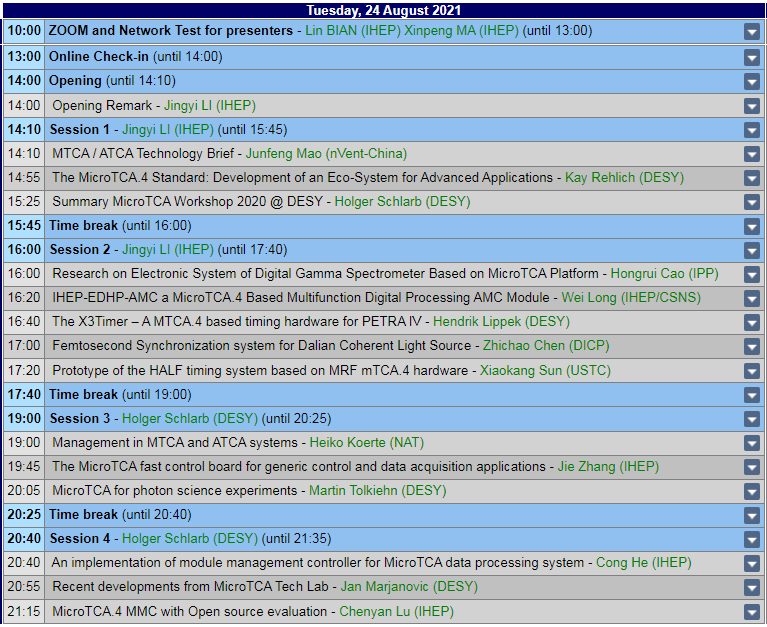 Tuesday, 24 August 2021
10:00 ZOOM and Network Test for presenters - Lin BIAN (IHEP) Xinpeng MA (IHEP) (until 13:00)
13:00 Online Check-in (until 14:00)
14:00 Opening (until 14:10)
14:00 Opening Remark - Jingyi LI (IHEP)
14:10 Session 1 - Jingyi LI (IHEP) (until 15:45)
14:10 MTCA / ATCA Technology Brief - Junfeng Mao (nVent-China)
14:55 The MicroTCA.4 Standard: Development of an Eco-System for Advanced Applications - Kay Rehlich (DESY)
15:25 Summary MicroTCA Workshop 2020 @ DESY - Holger Schlarb (DESY)
15:45 Time break (until 16:00)
16:00 Session 2 - Jingyi LI (IHEP) (until 17:40)
16:00 Research on Electronic System of Digital Gamma Spectrometer Based on MicroTCA Platform - Hongrui Cao (IPP)
16:20 IHEP-EDHP-AMC a MicroTCA.4 Based Multifunction Digital Processing AMC Module - Wei Long (IHEP/CSNS)
16:40 The X3Timer – A MTCA.4 based timing hardware for PETRA IV - Hendrik Lippek (DESY)
17:00 Femtosecond Synchronization system for Dalian Coherent Light Source - Zhichao Chen (DICP)
17:20 Prototype of the HALF timing system based on MRF mTCA.4 hardware - Xiaokang Sun (USTC)
17:40 Time break (until 19:00)
19:00 Session 3 - Holger Schlarb (DESY) (until 20:25)
19:00 Management in MTCA and ATCA systems - Heiko Koerte (NAT)
19:45 The MicroTCA fast control board for generic control and data acquisition applications - Jie Zhang (IHEP)
20:05 MicroTCA for photon science experiments - Martin Tolkiehn (DESY)
20:25 Time break (until 20:40)
20:40 Session 4 - Holger Schlarb (DESY) (until 21:35)
20:40 An implementation of module management controller for MicroTCA data processing system - Cong He (IHEP)
20:55 Recent developments from MicroTCA Tech Lab - Jan Marjanovic (DESY)
21:15 MicroTCA.4 MMC with Open source evaluation - Chenyan Lu (IHEP)